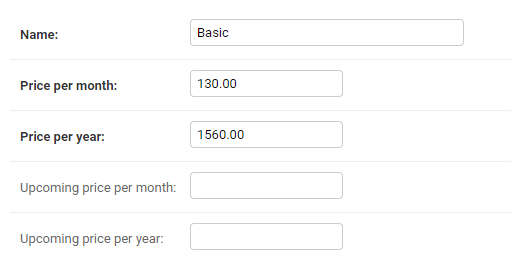 Name: Basic
Price per month: 130.00
Price per year: 1560.00
Upcoming price per month:
Upcoming price per year: